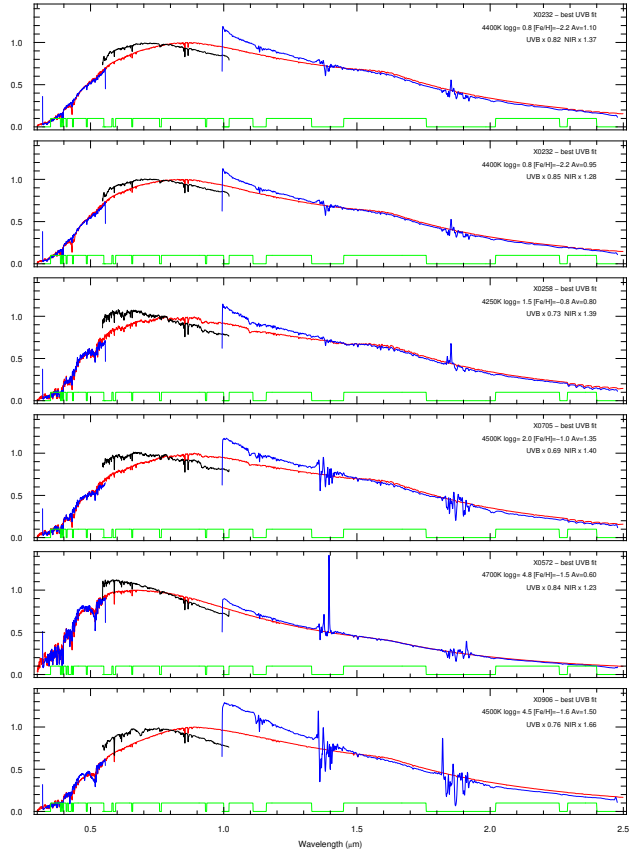 X0232 – best UVB fit
4400K logg= 0.8 [Fe/H]=−2.2 Av=1.10
UVB x 0.82 NIR x 1.37
1.0
0.5
0.0
X0232 – best UVB fit
4400K logg= 0.8 [Fe/H]=−2.2 Av=0.95
UVB x 0.85 NIR x 1.28
1.0
0.5
0.0
X0258 – best UVB fit
4250K logg= 1.5 [Fe/H]=−0.8 Av=0.80
UVB x 0.73 NIR x 1.39
1.0
0.5
0.0
X0705 – best UVB fit
4500K logg= 2.0 [Fe/H]=−1.0 Av=1.35
UVB x 0.69 NIR x 1.40
1.0
0.5
0.0
X0572 – best UVB fit
4700K logg= 4.8 [Fe/H]=−1.5 Av=0.60
UVB x 0.84 NIR x 1.23
1.0
0.5
0.0
X0906 – best UVB fit
4500K logg= 4.5 [Fe/H]=−1.6 Av=1.50
UVB x 0.76 NIR x 1.66
1.0
0.5
0.0
0.5 1.0 1.5 2.0 2.5
Wavelength (μm)